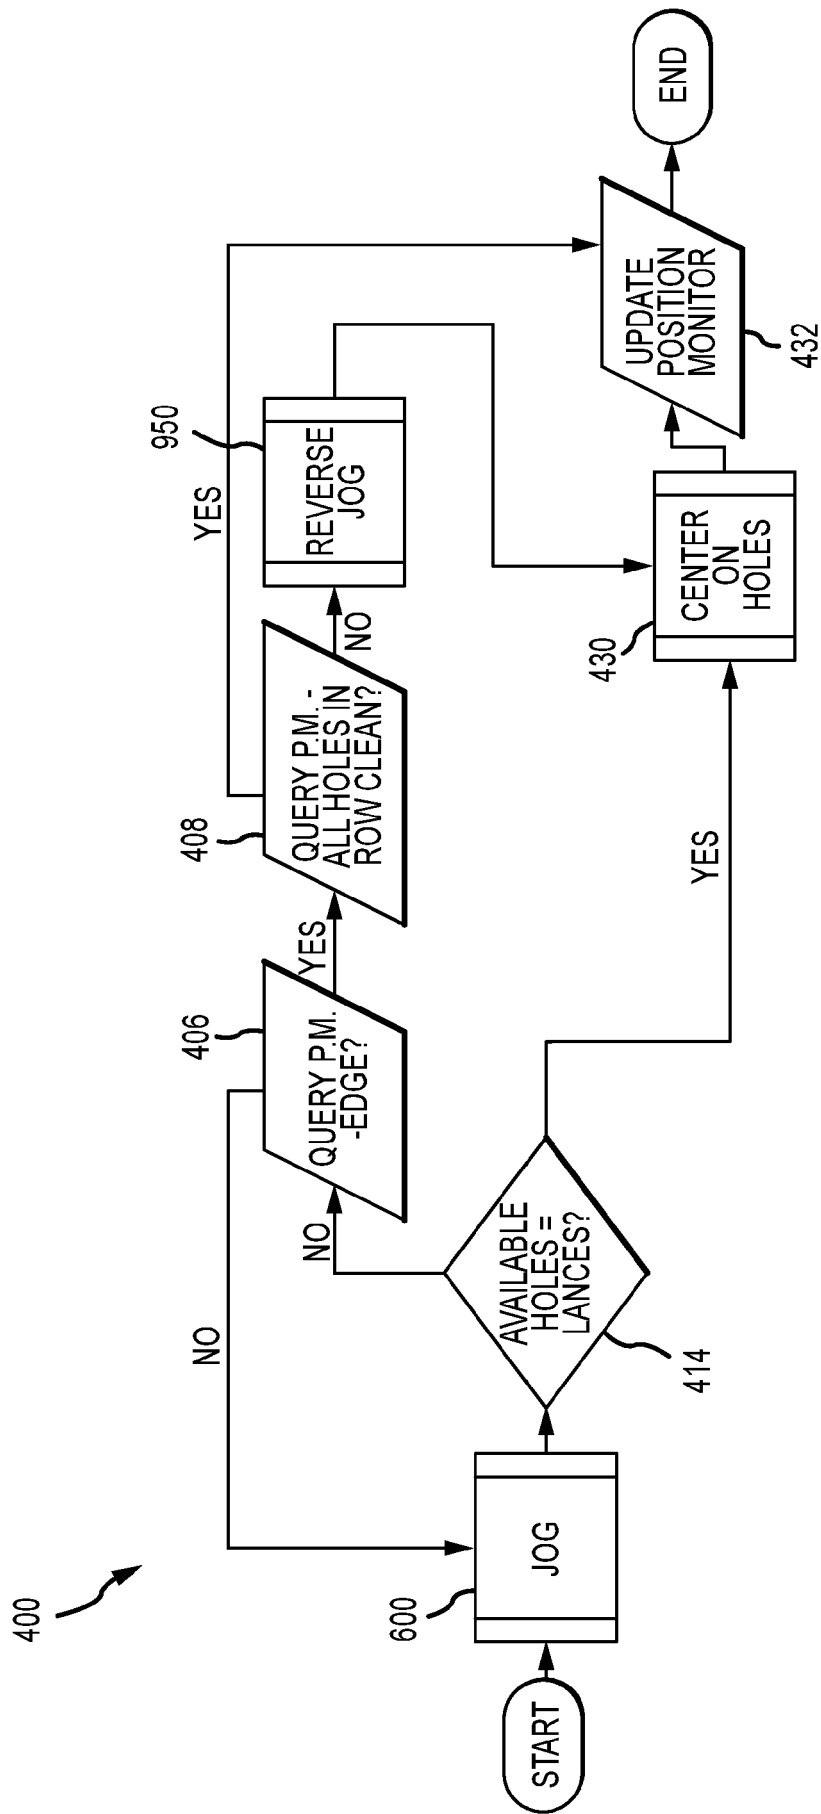 400
START
600
JOG
NO
414
AVAILABLE
HOLES =
LANCES?
NO
406
QUERY P.M.
-EDGE?
YES
408
QUERY P.M. -
ALL HOLES IN
ROW CLEAN?
YES
NO
950
REVERSE
JOG
YES
430
CENTER
ON
HOLES
432
UPDATE
POSITION
MONITOR
END